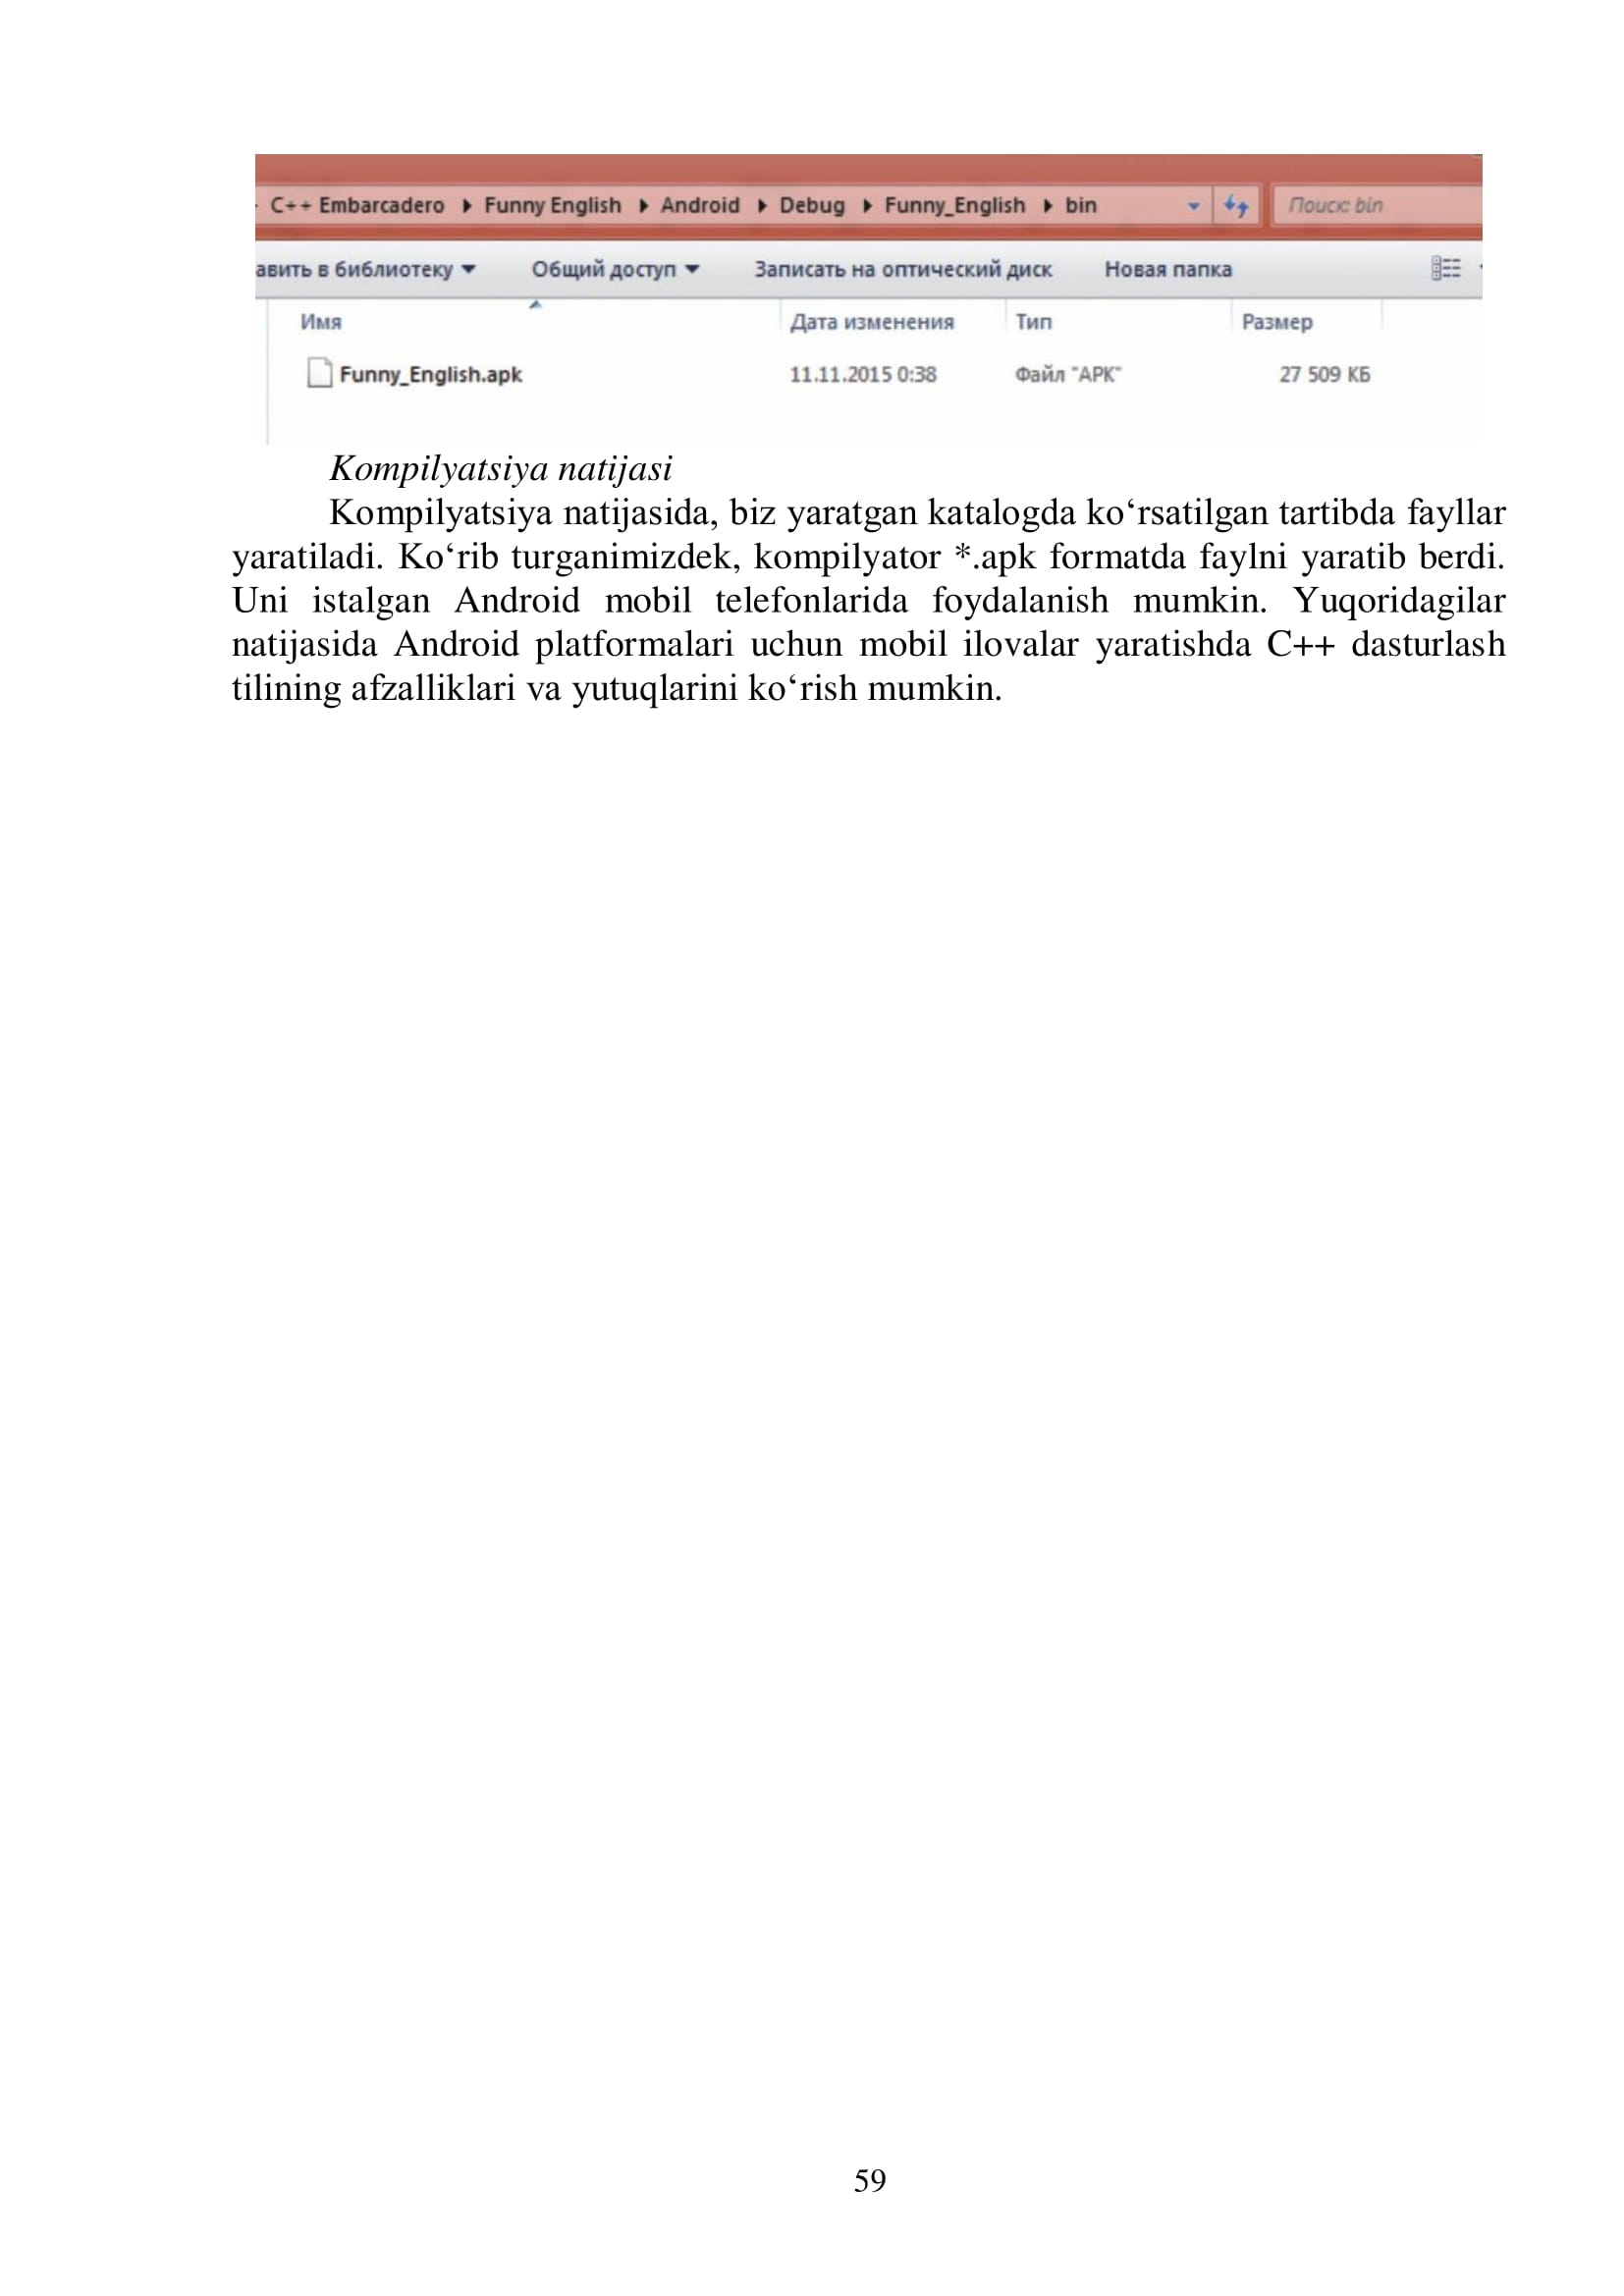 C++ Embarcadero Funny English Android Debug Funny_English bin Поиск: bin
авить в библиотеку Общий доступ Записать на оптический диск Новая папка
Имя Дата изменения Тип Размер
Funny_English.apk 11.11.2015 0:38 Файл "APK" 27 509 КБ
Kompilyatsiya natijasi
Kompilyatsiya natijasida, biz yaratgan katalogda ko‘rsatilgan tartibda fayllar
yaratiladi. Ko‘rib turganimizdek, kompilyator *.apk formatda faylni yaratib berdi.
Uni istalgan Android mobil telefonlarida foydalanish mumkin. Yuqoridagilar
natijasida Android platformalari uchun mobil ilovalar yaratishda C++ dasturlash
tilining afzalliklari va yutuqlarini ko‘rish mumkin.
59